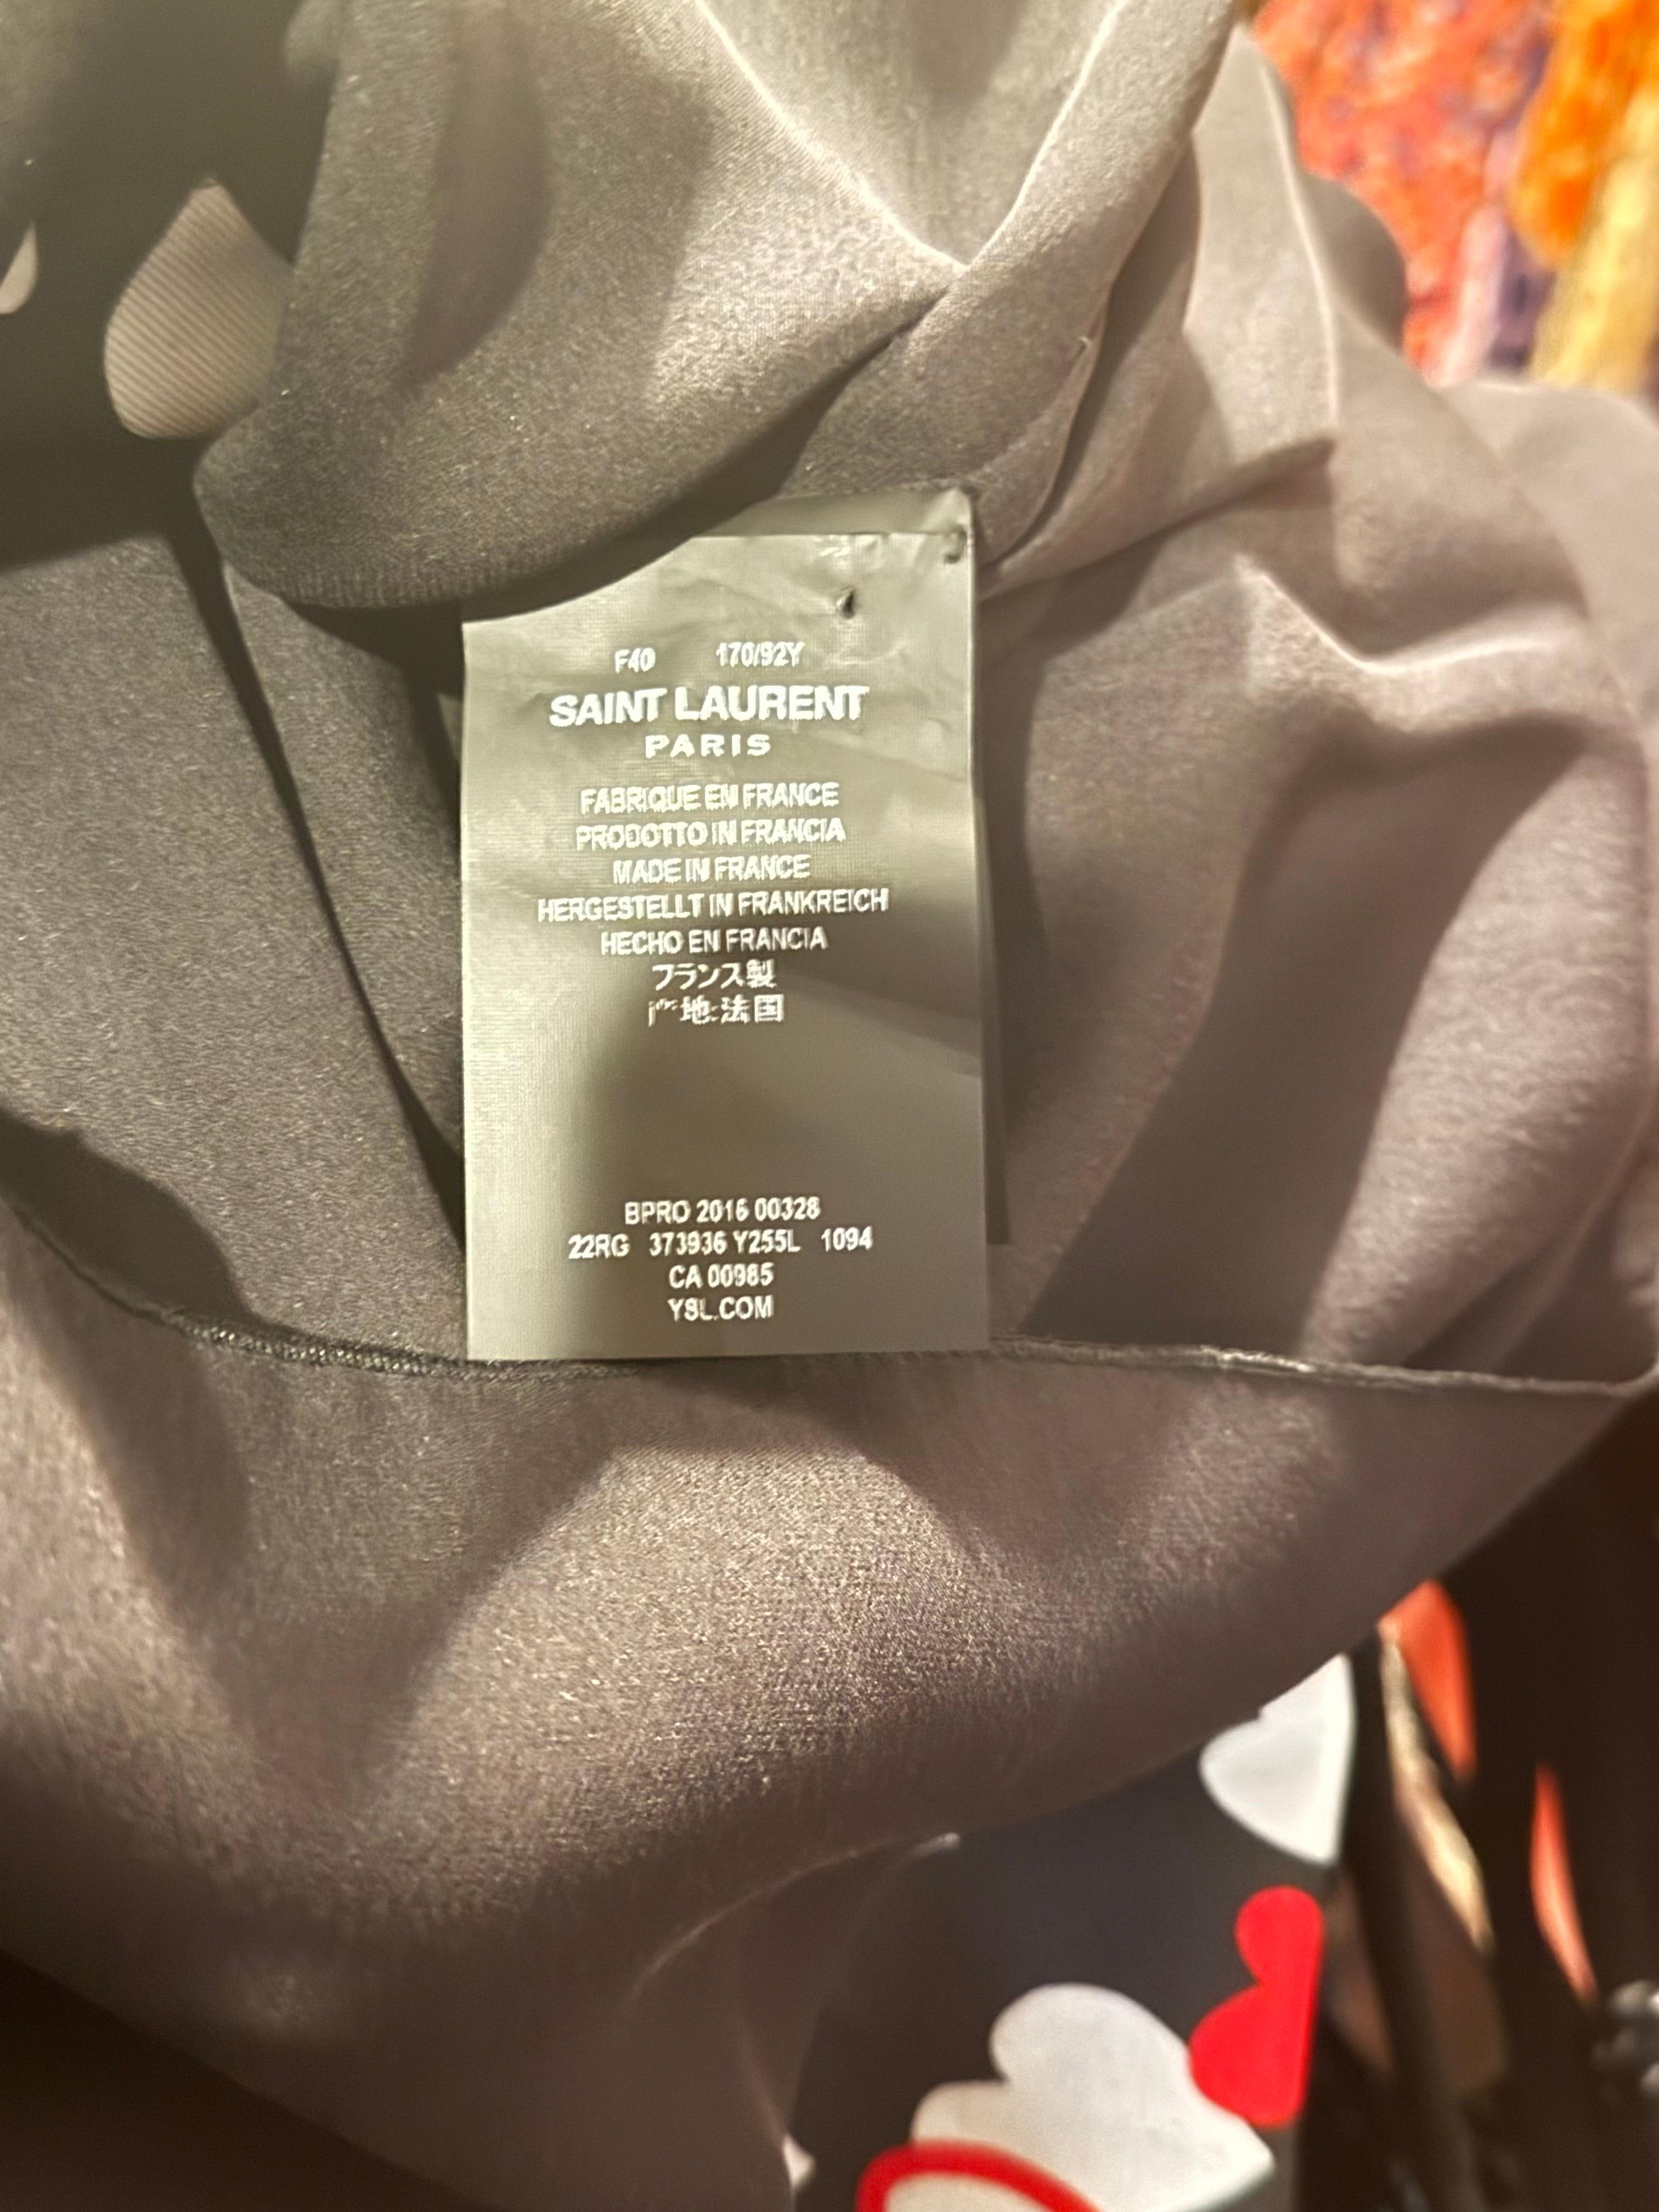 F40 170/92Y
SAINT LAURENT
PARIS
FABRIQUE EN FRANCE
PRODOTTO IN FRANCIA
MADE IN FRANCE
HERGESTELLT IN FRANKREICH
HECHO EN FRANCIA
フランス製
产地:法国
BPRO 2016 00328
22RG 373936 Y255L 1094
CA 00985
YSL.COM